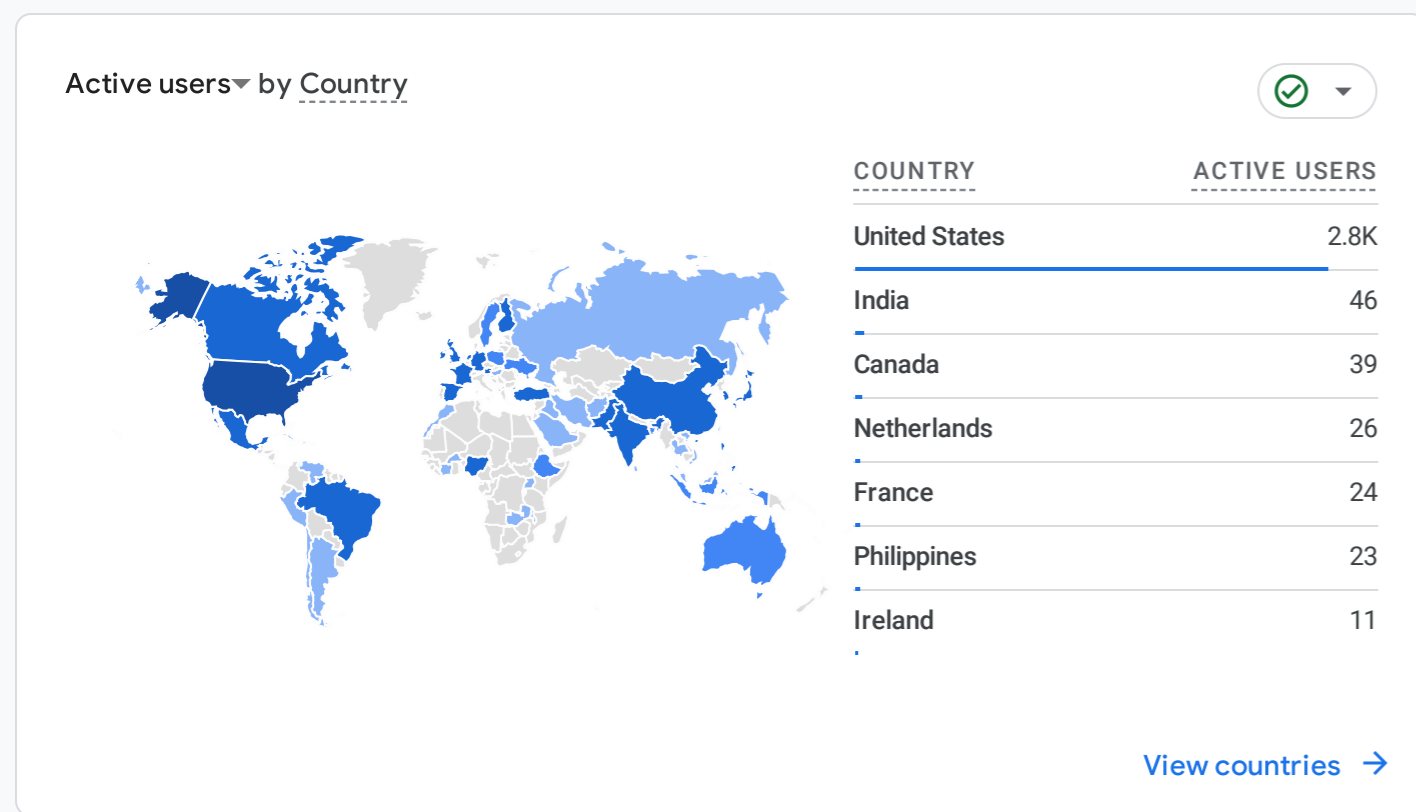 Active users by Country
COUNTRY ACTIVE USERS
United States 2.8K
India 46
Canada 39
Netherlands 26
France 24
Philippines 23
Ireland 11
View countries